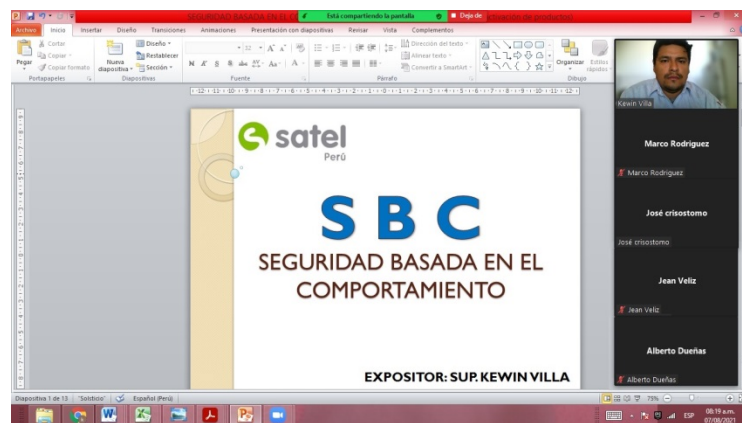 SEGURIDAD BASADA EN EL C
Está compartiendo la pantalla
Dejar de
Archivo Inicio Insertar Diseño Transiciones Animaciones Presentación con diapositivas Revisar Vista Complementos
Pegar
Cortar
Copiar
Copiar formato
Portapapeles
Nueva
diapositiva
Diseño
Restablecer
Sección
Diapositivas
N K S
Fuente
Dirección del texto
Alinear texto
Convertir a SmartArt
Párrafo
Organizar
Estilos
rápidos
Dibujo
satel
Perú
S B C
SEGURIDAD BASADA EN EL
COMPORTAMIENTO
EXPOSITOR: SUP. KEWIN VILLA
Kewin Villa
Marco Rodriguez
Marco Rodriguez
José crisostomo
José crisostomo
Jean Veliz
Jean Veliz
Alberto Dueñas
Alberto Dueñas
Diapositiva 1 de 13 "Solsticio" Español (Perú) 75%
ESP
08:19 a.m.
07/08/2021